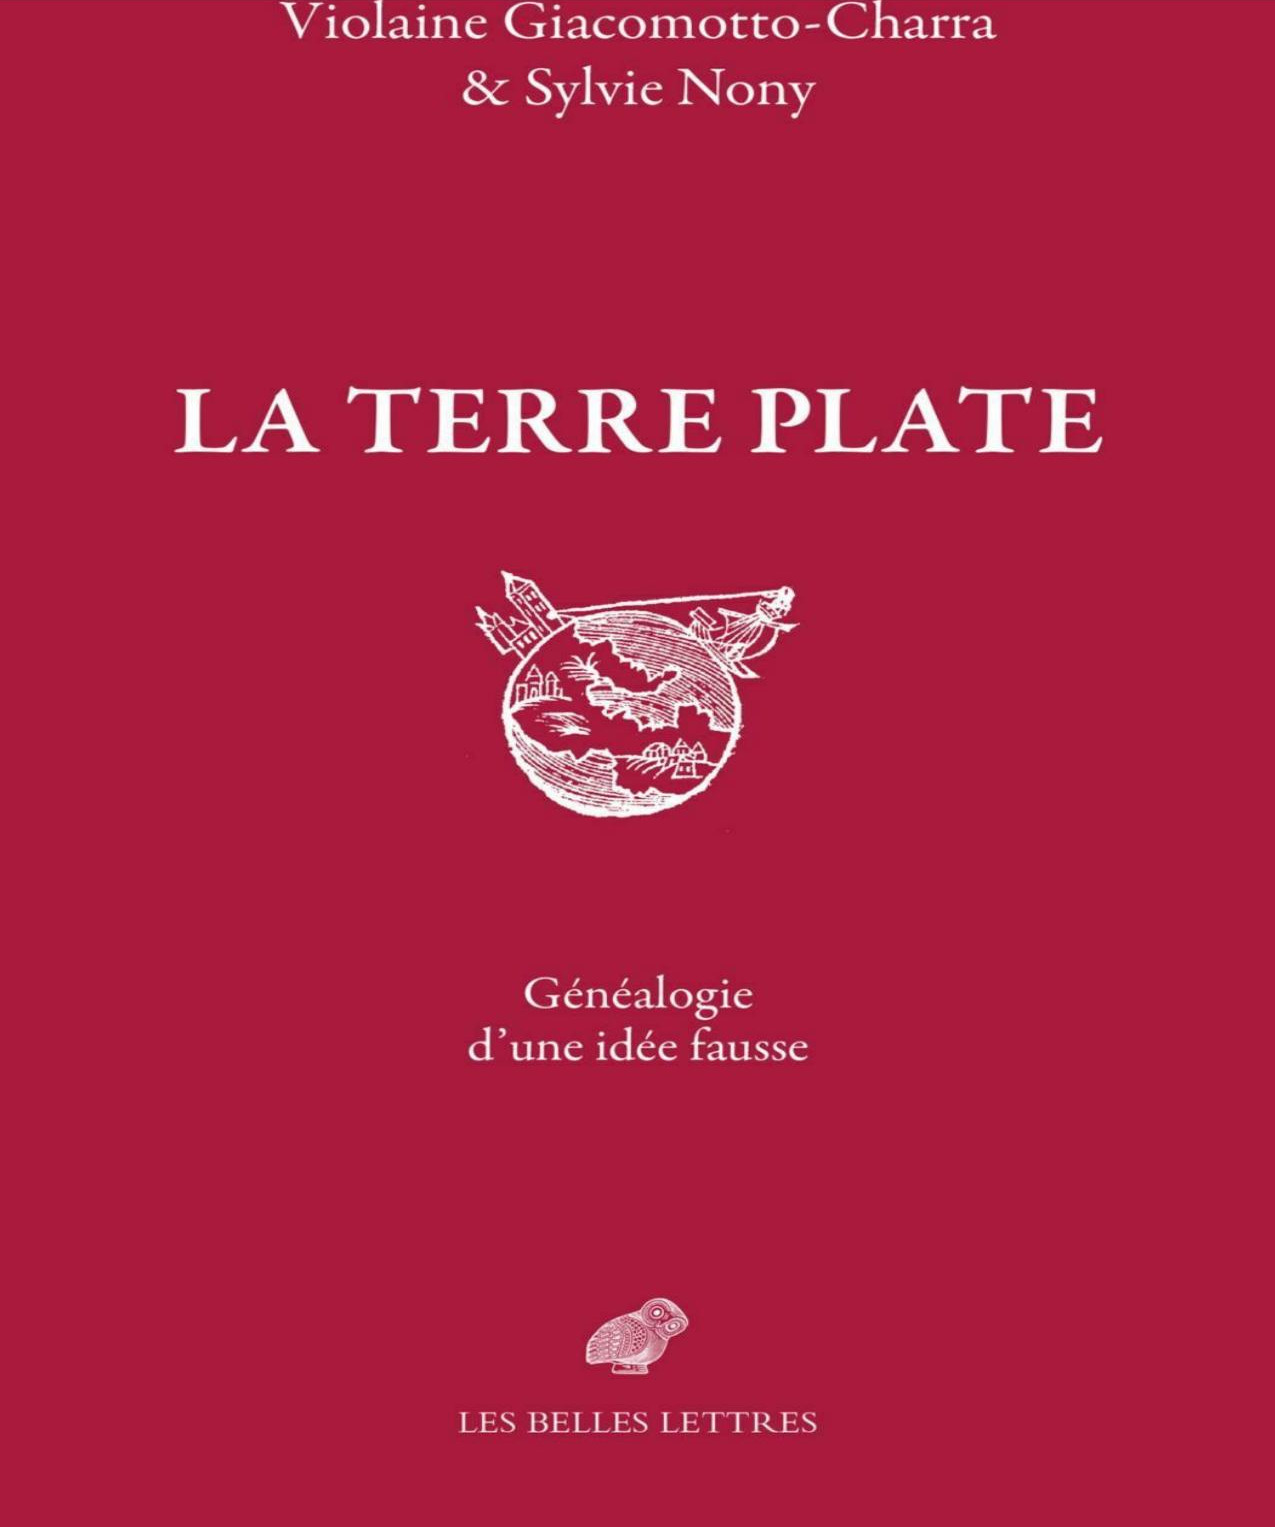 Violaine Giacomotto-Charra
& Sylvie Nony
LA TERRE PLATE
Généalogie
d’une idée fausse
LES BELLES LETTRES